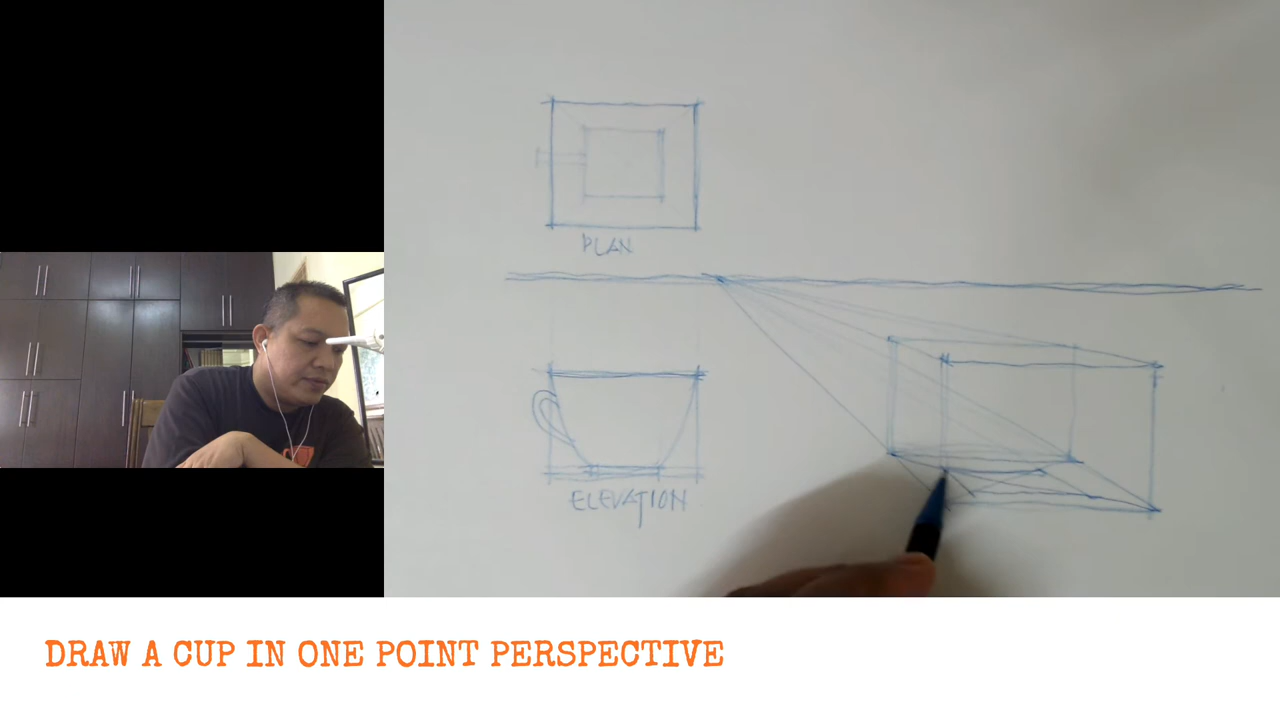 PLAN
ELEVATION
DRAW A CUP IN ONE POINT PERSPECTIVE